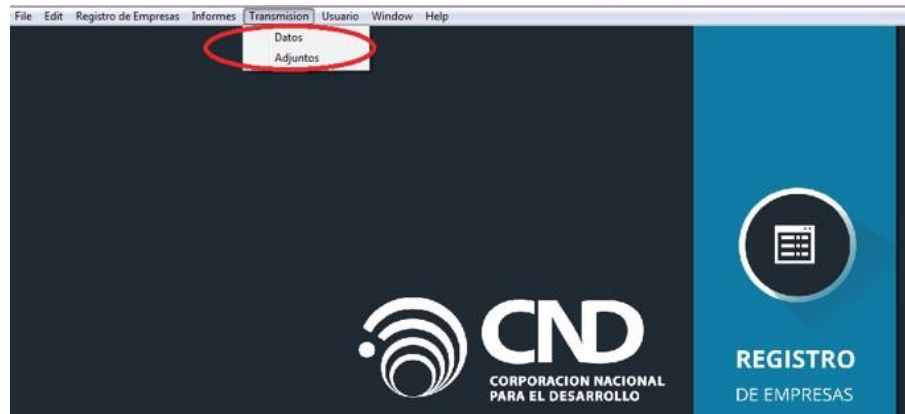 File Edit Registro de Empresas Informes Transmision Usuario Window Help
Datos
Adjuntos
CND
CORPORACION NACIONAL
PARA EL DESARROLLO
REGISTRO
DE EMPRESAS